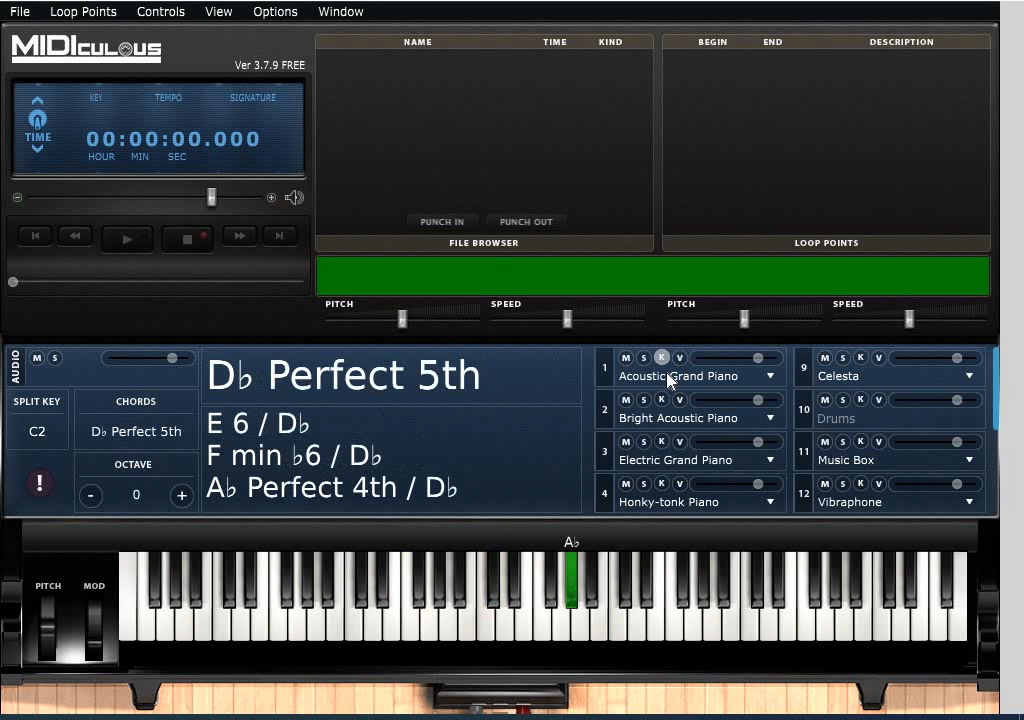 File Loop Points Controls View Options Window
MIDICULOUS
Ver 3.7.9 FREE
KEY TEMPO SIGNATURE
TIME
00:00:00.000
HOUR MIN SEC
NAME TIME KIND
PUNCH IN PUNCH OUT
FILE BROWSER
BEGIN END DESCRIPTION
LOOP POINTS
PITCH SPEED PITCH SPEED
AUDIO
M S
SPLIT KEY
C2
!
CHORDS
D♭ Perfect 5th
OCTAVE
- 0 +
D♭ Perfect 5th
E 6 / D♭
F min ♭6 / D♭
A♭ Perfect 4th / D♭
1 M S K V
Acoustic Grand Piano
2 M S K V
Bright Acoustic Piano
3 M S K V
Electric Grand Piano
4 M S K V
Honky-tonk Piano
9 M S K V
Celesta
10 M S K V
Drums
11 M S K V
Music Box
12 M S K V
Vibraphone
A♭
PITCH MOD